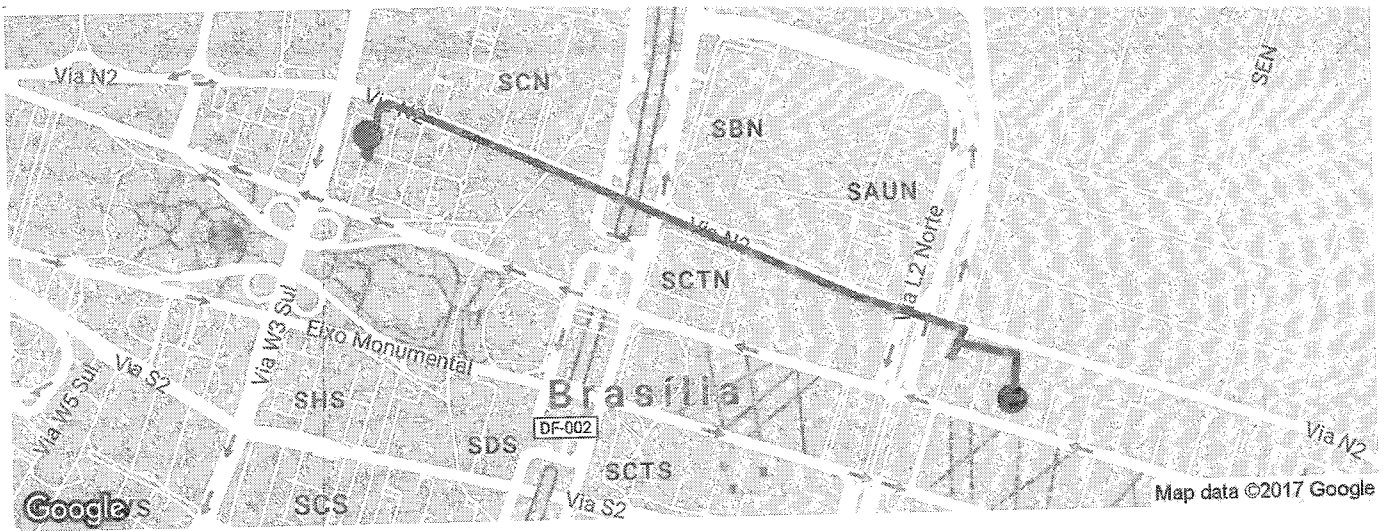 SEN
Via N2
SCN
Via N2
SBN
SAUN
Via N2
Via L2 Norte
SCTN
Eixo Monumental
Via W3 Sul
Via S2
Via W5 Sul
SHS
Brasília
DF-002
SDS
SCTS
Via N2
SCS
Via S2
Google
Map data ©2017 Google